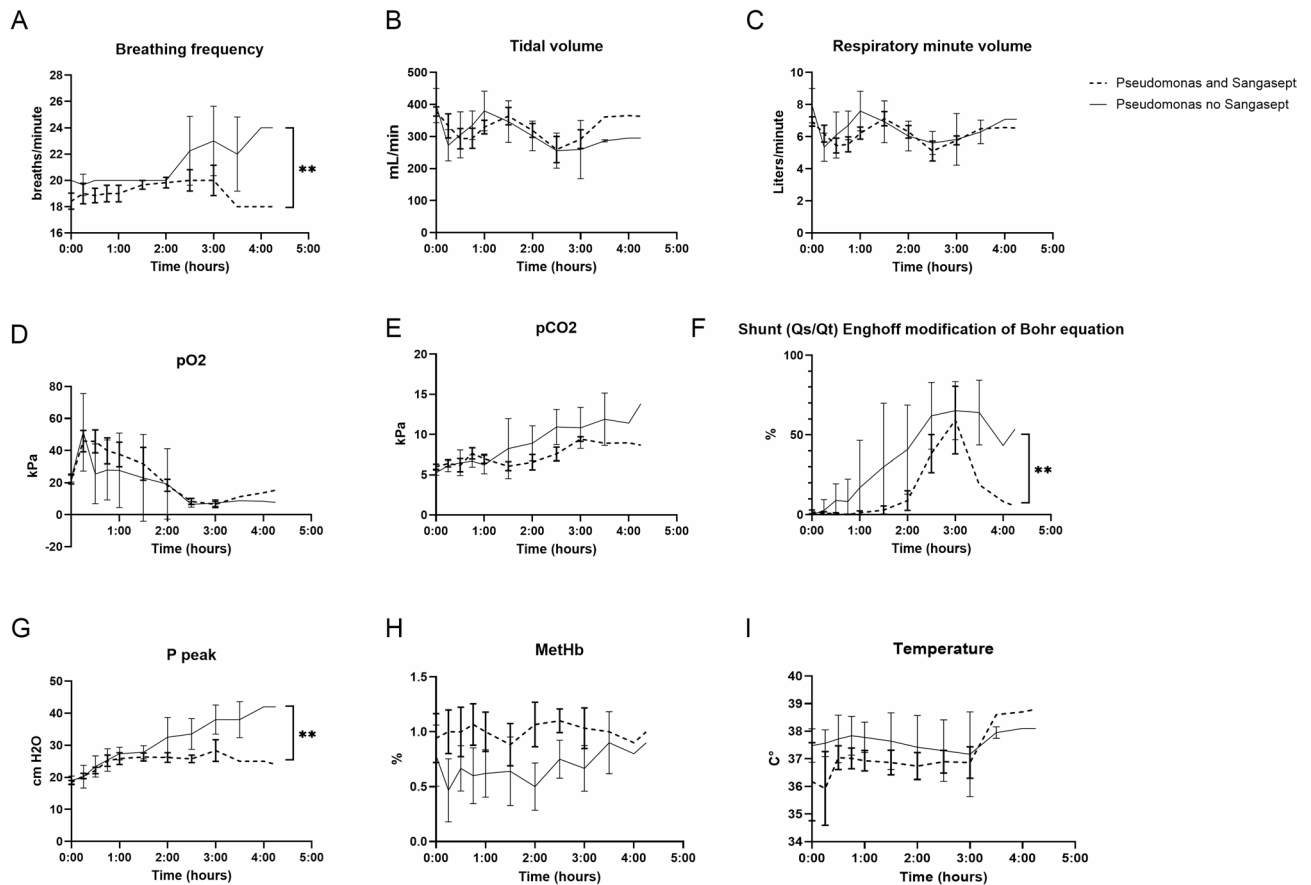 A
Breathing frequency
28
26
24
22
20
18
16
breaths/minute
**
0:00 1:00 2:00 3:00 4:00 5:00
Time (hours)
B
Tidal volume
500
400
300
200
300
0
mL/min
0:00 1:00 2:00 3:00 4:00 5:00
Time (hours)
C
Respiratory minute volume
10
8
6
4
2
0
Liters/minute
0:00 1:00 2:00 3:00 4:00 5:00
Time (hours)
Pseudomonas and Sangasept
Pseudomonas no Sangasept
D
pO2
80
60
40
20
0
-20
kPa
1:00 2:00 3:00 4:00 5:00
Time (hours)
E
pCO2
20
15
10
5
0
kPa
0:00 1:00 2:00 3:00 4:00 5:00
Time (hours)
F
Shunt (Qs/Qt) Enghoff modification of Bohr equation
100
50
0
%
**
0:00 1:00 2:00 3:00 4:00 5:00
Time (hours)
G
P peak
50
40
30
20
10
0
cm H2O
**
0:00 1:00 2:00 3:00 4:00 5:00
Time (hours)
H
MetHb
1.5
1.0
0.5
0.0
%
0:00 1:00 2:00 3:00 4:00 5:00
Time (hours)
I
Temperature
40
39
38
37
36
35
34
C°
0:00 1:00 2:00 3:00 4:00 5:00
Time (hours)